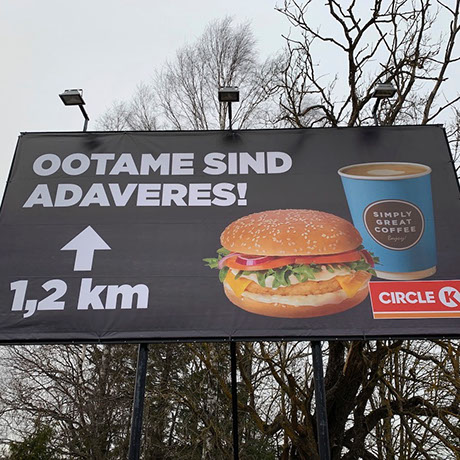 OOTAME SIND
ADAVERES!
1,2 km
SIMPLY
GREAT
COFFEE
CIRCLE K